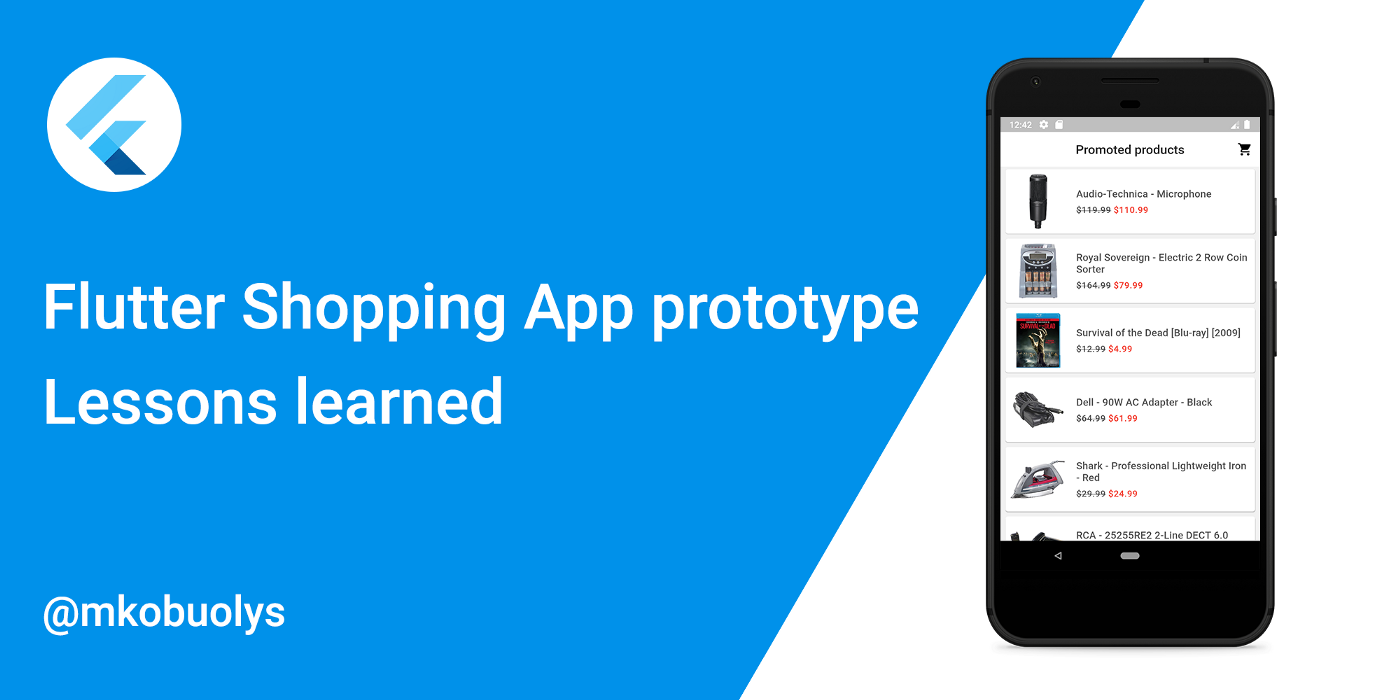 Flutter Shopping App prototype
Lessons learned
@mkobuolys
12:42
Promoted products
Audio-Technica - Microphone
$119.99 $110.99
Royal Sovereign - Electric 2 Row Coin
Sorter
$164.99 $79.99
Survival of the Dead [Blu-ray] [2009]
$12.99 $4.99
Dell - 90W AC Adapter - Black
$64.99 $61.99
Shark - Professional Lightweight Iron
- Red
$29.99 $24.99
RCA - 25255RE2 2-Line DECT 6.0